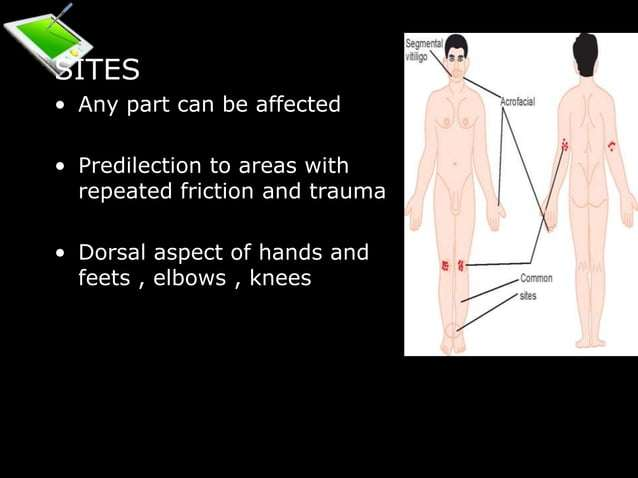 SITES
• Any part can be affected
• Predilection to areas with
repeated friction and trauma
• Dorsal aspect of hands and
feets , elbows , knees
Segmental
vitiligo
Acrofacial
Common
sites